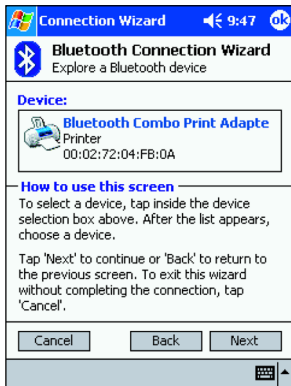 Connection Wizard 9:47 ok
Bluetooth Connection Wizard
Explore a Bluetooth device
Device:
Bluetooth Combo Print Adapte
Printer
00:02:72:04:FB:0A
How to use this screen
To select a device, tap inside the device
selection box above. After the list appears,
choose a device.
Tap 'Next' to continue or 'Back' to return to
the previous screen. To exit this wizard
without completing the connection, tap
'Cancel'.
Cancel Back Next